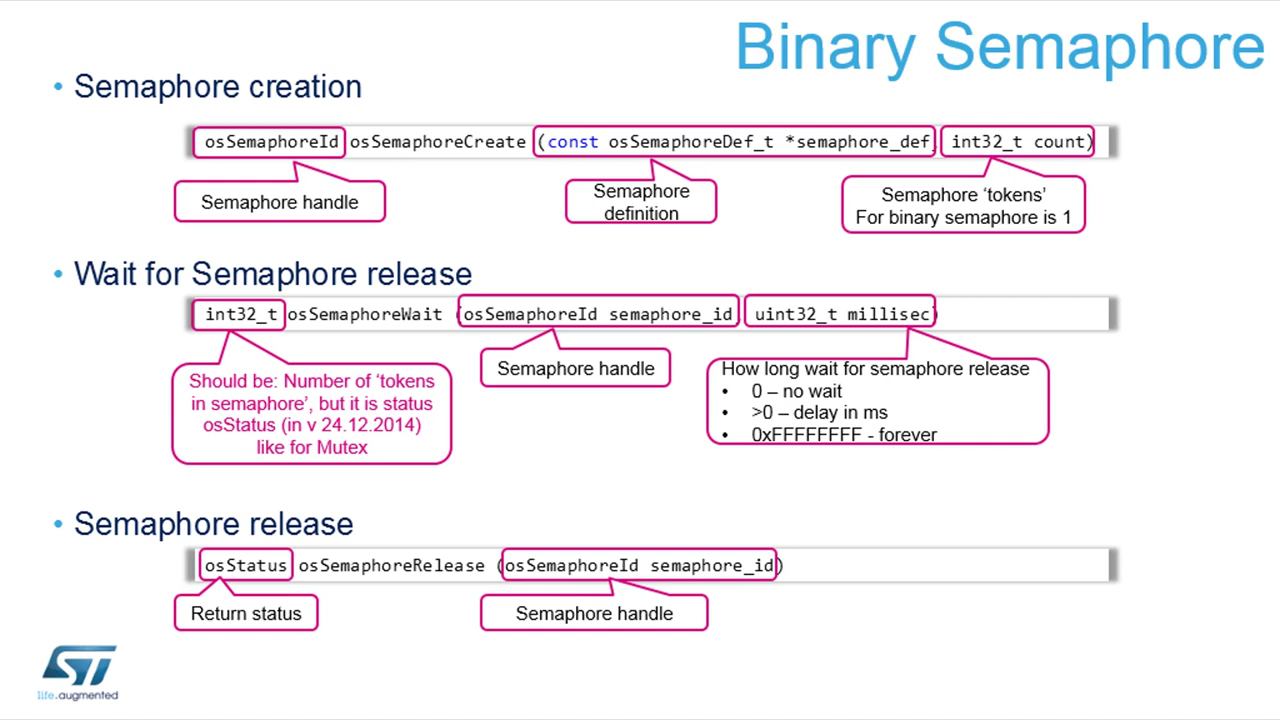 Binary Semaphore
• Semaphore creation
osSemaphoreId osSemaphoreCreate (const osSemaphoreDef_t *semaphore_def, int32_t count)
Semaphore handle
Semaphore
definition
Semaphore ‘tokens’
For binary semaphore is 1
• Wait for Semaphore release
int32_t osSemaphoreWait (osSemaphoreId semaphore_id, uint32_t millisec)
Should be: Number of ‘tokens
in semaphore’, but it is status
osStatus (in v 24.12.2014)
like for Mutex
Semaphore handle
How long wait for semaphore release
• 0 – no wait
• >0 – delay in ms
• 0xFFFFFFFF - forever
• Semaphore release
osStatus osSemaphoreRelease (osSemaphoreId semaphore_id)
Return status
Semaphore handle
ST
life.augmented